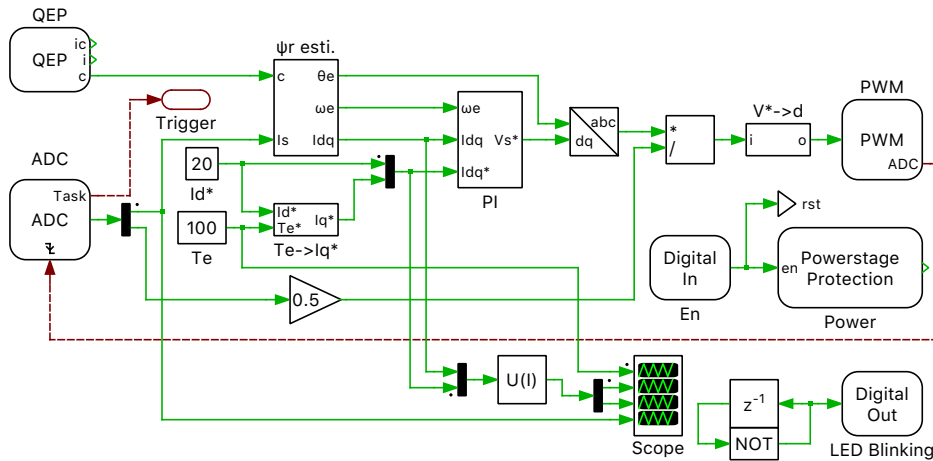 QEP
QEP
ic
i
c
ψr esti.
c
θe
ωe
Is
Idq
Trigger
ωe
Idq
Vs*
Idq*
PI
abc
dq
*
/
V*->d
i
o
PWM
PWM
ADC
ADC
Task
ADC
20
Id*
100
Te
Id*
Te*
Iq*
Te->Iq*
0.5
rst
Digital
In
En
en
Powerstage
Protection
Power
U(I)
Scope
z-1
NOT
Digital
Out
LED Blinking